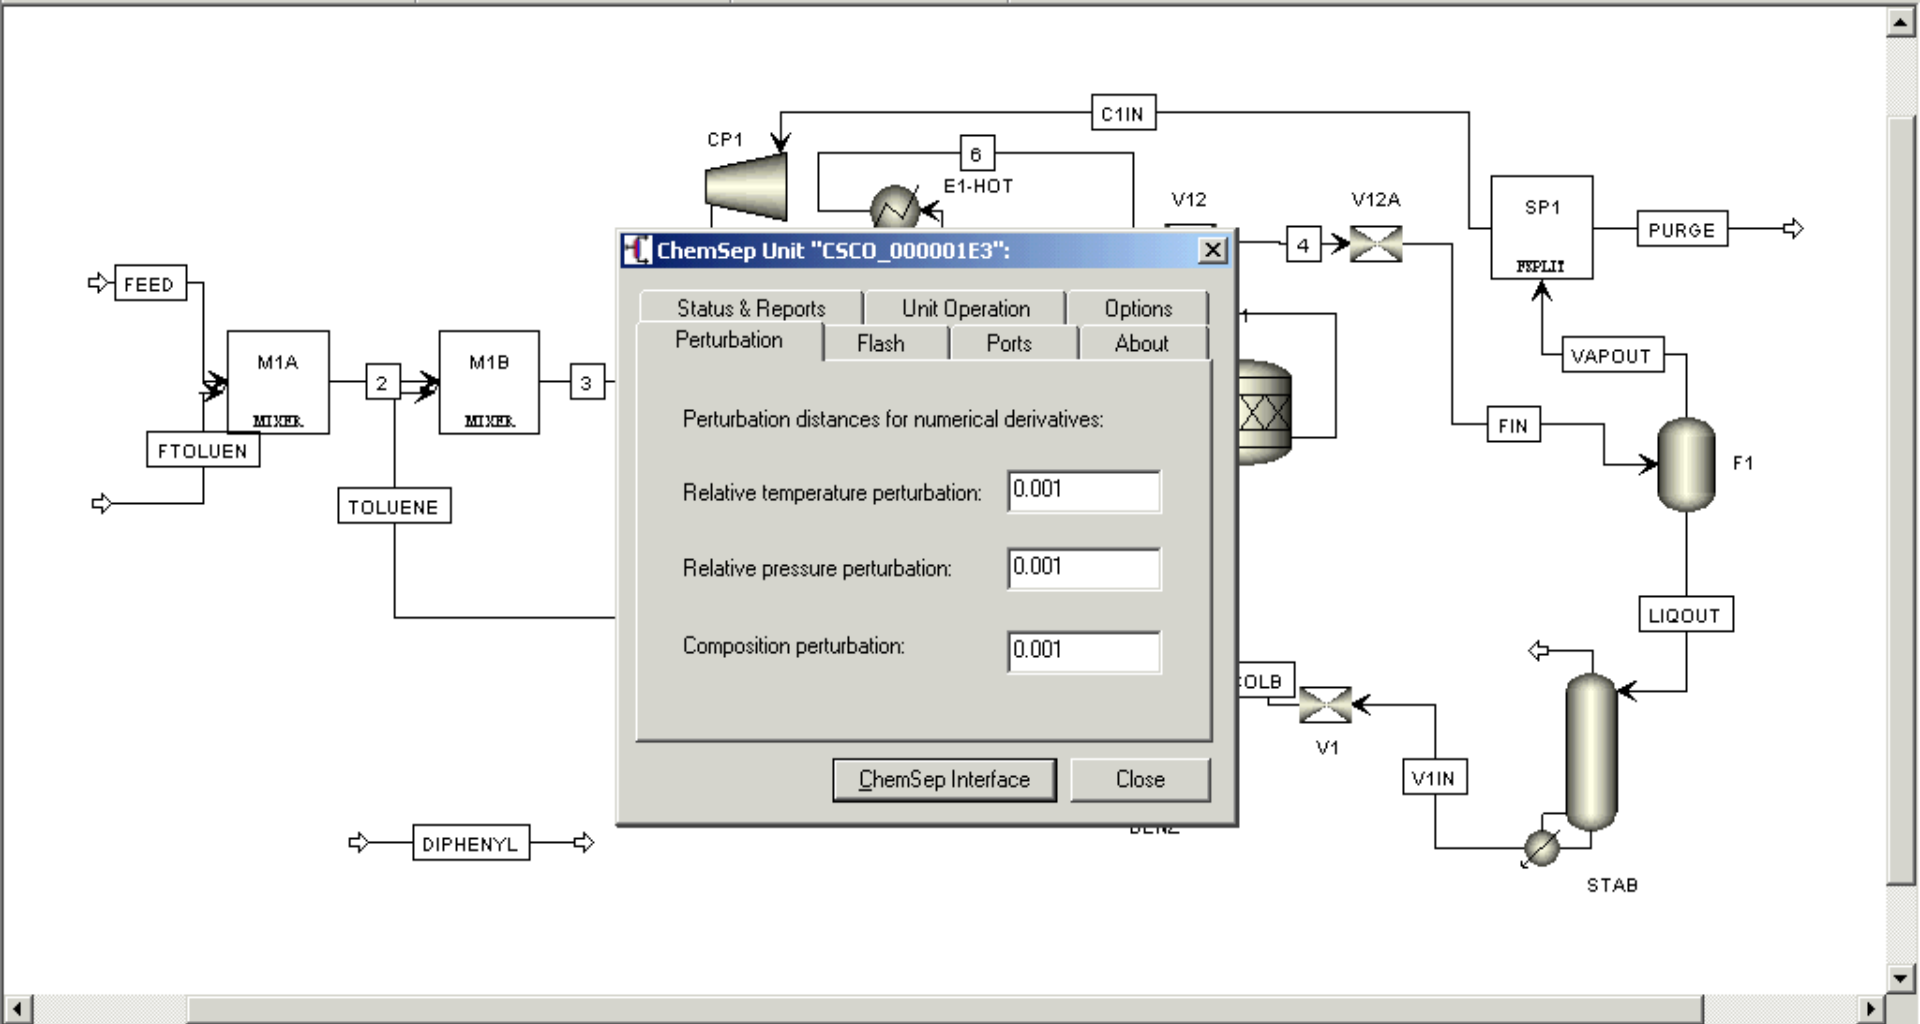 C1IN
CP1
6
E1-HOT
V12
V12A
SP1
FSPLIT
PURGE
4
ChemSep Unit "CSCO_000001E3":
FEED
Status & Reports
Unit Operation
Options
Perturbation
Flash
Ports
About
VAPOUT
M1A
MIXER
2
M1B
MIXER
3
Perturbation distances for numerical derivatives:
FIN
FTOLUEN
F1
Relative temperature perturbation:
0.001
TOLUENE
Relative pressure perturbation:
0.001
LIQOUT
Composition perturbation:
0.001
V1
ChemSep Interface
Close
V1IN
DIPHENYL
STAB